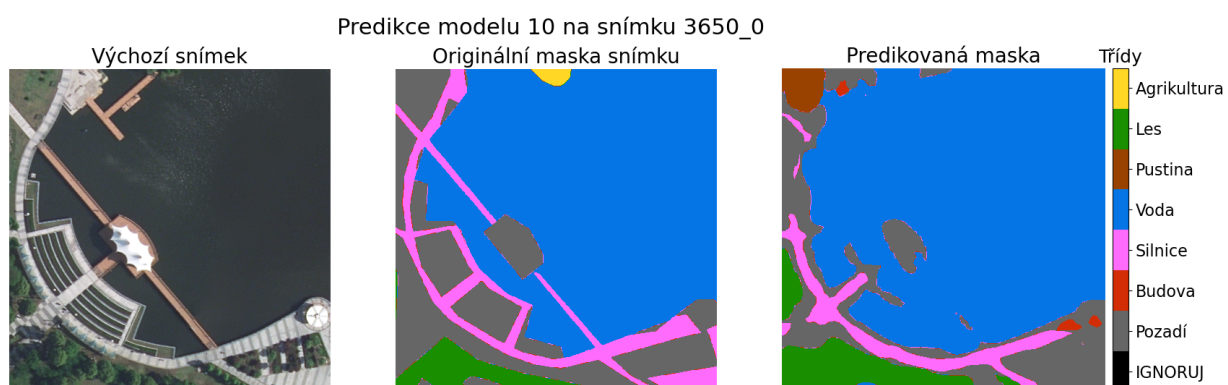 Predikce modelu 10 na snímku 3650_0
Výchozí snímek
Originální maska snímku
Predikovaná maska
Třídy
Agrikultura
Les
Pustina
Voda
Silnice
Budova
Pozadí
IGNORUJ